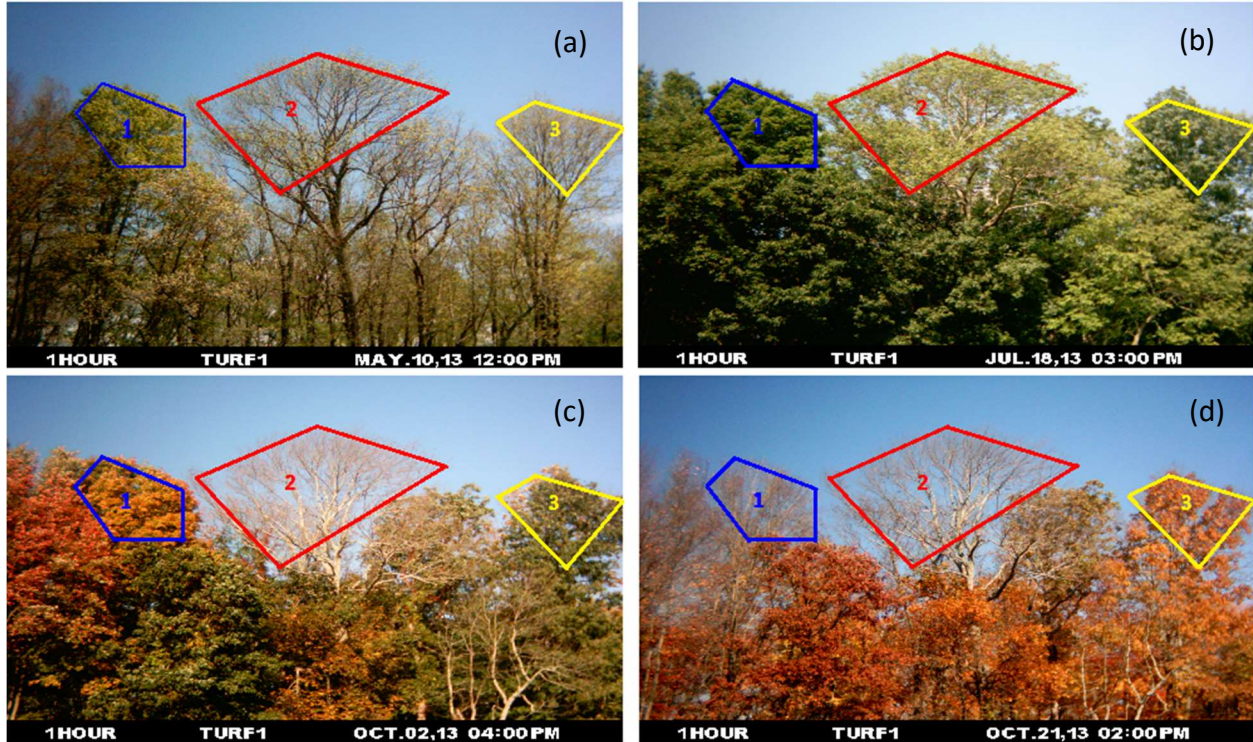 (a)
1
2
3
1HOUR TURF1 MAY.10,13 12:00 PM
(b)
1
2
3
1HOUR TURF1 JUL.18,13 03:00 PM
(c)
1
2
3
1HOUR TURF1 OCT.02,13 04:00 PM
(d)
1
2
3
1HOUR TURF1 OCT.21,13 02:00 PM